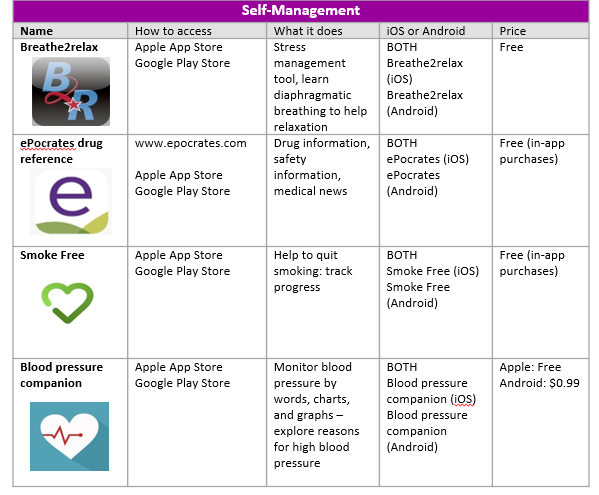 Self-Management
Name How to access What it does iOS or Android Price
Breathe2relax
B2R
Apple App Store
Google Play Store
Stress
management
tool, learn
diaphragmatic
breathing to help
relaxation
BOTH
Breathe2relax
(iOS)
Breathe2relax
(Android)
Free
ePocrates drug
reference
e
www.epocrates.com
Apple App Store
Google Play Store
Drug information,
safety
information,
medical news
BOTH
ePocrates (iOS)
ePocrates
(Android)
Free (in-app
purchases)
Smoke Free
Apple App Store
Google Play Store
Help to quit
smoking: track
progress
BOTH
Smoke Free (iOS)
Smoke Free
(Android)
Free (in-app
purchases)
Blood pressure
companion
Apple App Store
Google Play Store
Monitor blood
pressure by
words, charts,
and graphs –
explore reasons
for high blood
pressure
BOTH
Blood pressure
companion (iOS)
Blood pressure
companion
(Android)
Apple: Free
Android: $0.99